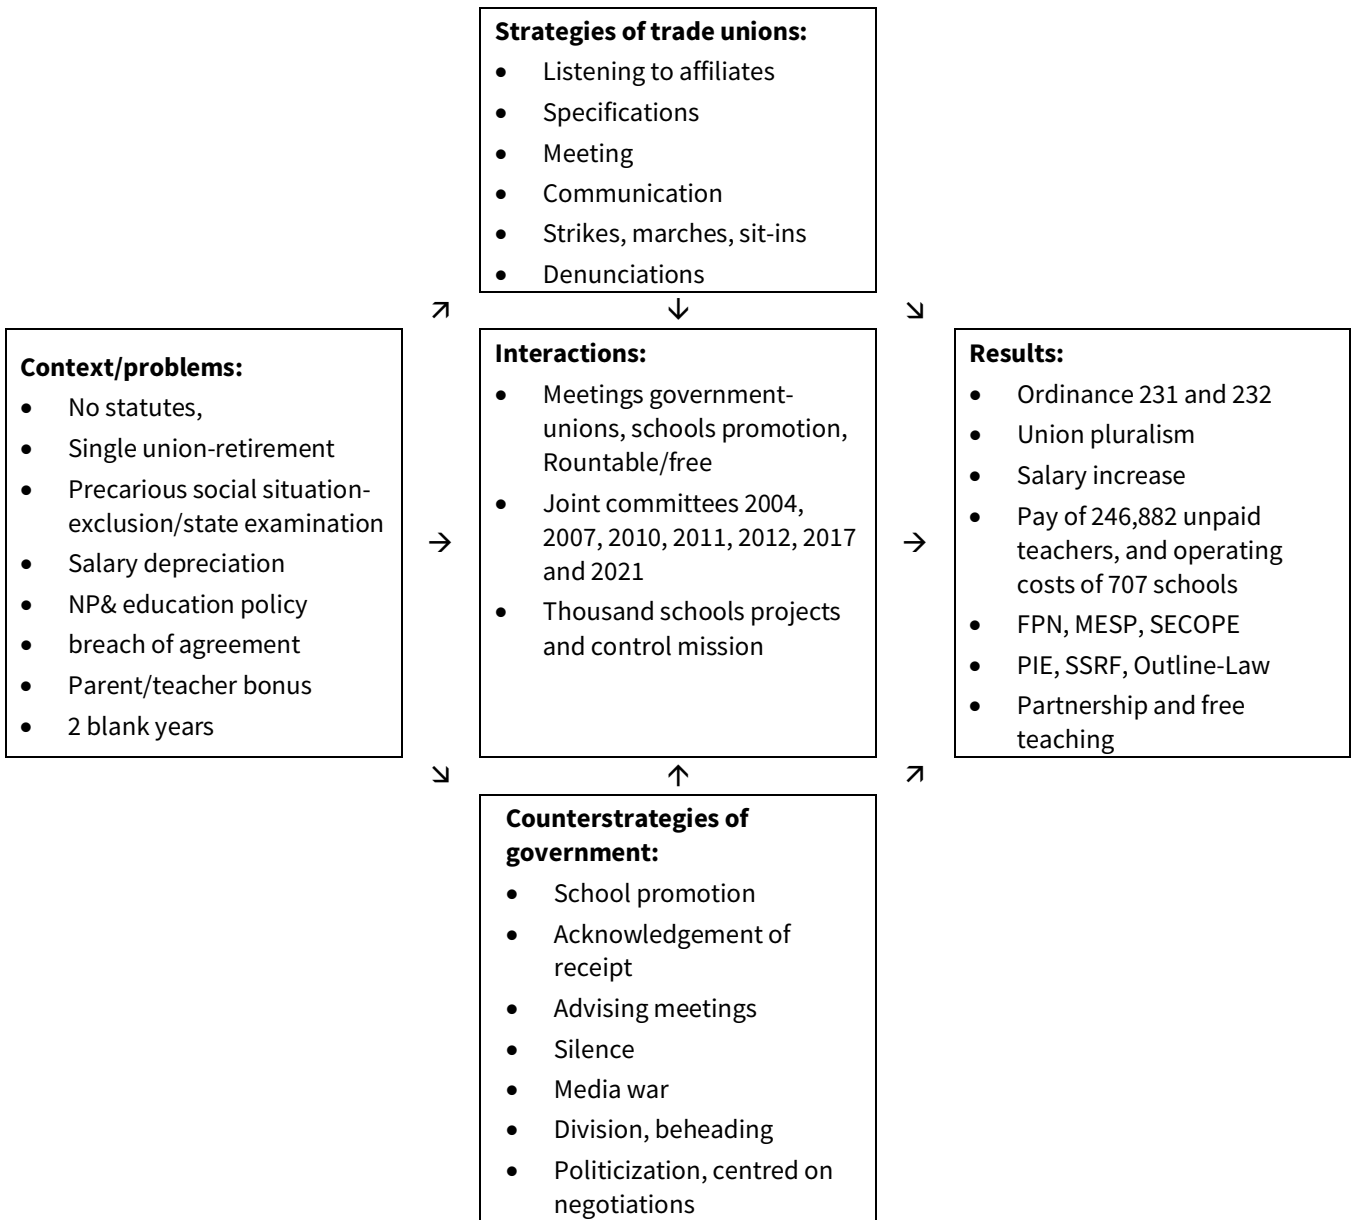 Strategies of trade unions:
• Listening to affiliates
• Specifications
• Meeting
• Communication
• Strikes, marches, sit-ins
• Denunciations
↗ ↓ ↘
Context/problems:
• No statutes,
• Single union-retirement
• Precarious social situation-
exclusion/state examination
• Salary depreciation
• NP& education policy
• breach of agreement
• Parent/teacher bonus
• 2 blank years
→
Interactions:
• Meetings government-
unions, schools promotion,
Rountable/free
• Joint committees 2004,
2007, 2010, 2011, 2012, 2017
and 2021
• Thousand schools projects
and control mission
→
Results:
• Ordinance 231 and 232
• Union pluralism
• Salary increase
• Pay of 246,882 unpaid
teachers, and operating
costs of 707 schools
• FPN, MESP, SECOPE
• PIE, SSRF, Outline-Law
• Partnership and free
teaching
↘ ↑ ↗
Counterstrategies of
government:
• School promotion
• Acknowledgement of
receipt
• Advising meetings
• Silence
• Media war
• Division, beheading
• Politicization, centred on
negotiations